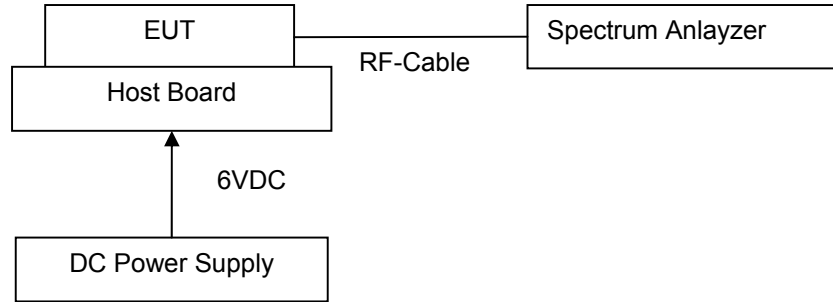 EUT
Spectrum Anlayzer
RF-Cable
Host Board
6VDC
DC Power Supply